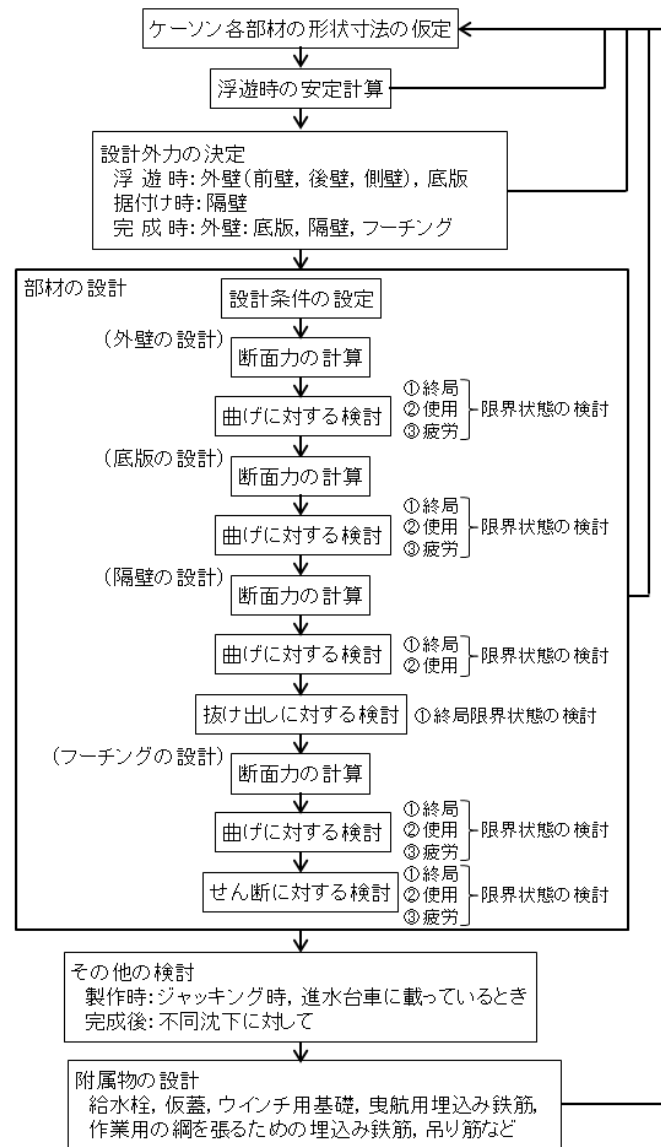 ケーソン各部材の形状寸法の仮定
浮遊時の安定計算
設計外力の決定
浮 遊 時：外壁（前壁，後壁，側壁），底版
据付け時：隔壁
完 成 時：外壁：底版，隔壁，フーチング
部材の設計
設計条件の設定
（外壁の設計）
断面力の計算
曲げに対する検討
①終局
②使用
③疲労
限界状態の検討
（底版の設計）
断面力の計算
曲げに対する検討
①終局
②使用
③疲労
限界状態の検討
（隔壁の設計）
断面力の計算
曲げに対する検討
①終局
②使用
限界状態の検討
抜け出しに対する検討
①終局限界状態の検討
（フーチングの設計）
断面力の計算
曲げに対する検討
①終局
②使用
③疲労
限界状態の検討
せん断に対する検討
①終局
②使用
③疲労
限界状態の検討
その他の検討
製作時：ジャッキング時，進水台車に載っているとき
完成後：不同沈下に対して
附属物の設計
給水栓，仮蓋，ウインチ用基礎，曳航用埋込み鉄筋，
作業用の綱を張るための埋込み鉄筋，吊り筋など